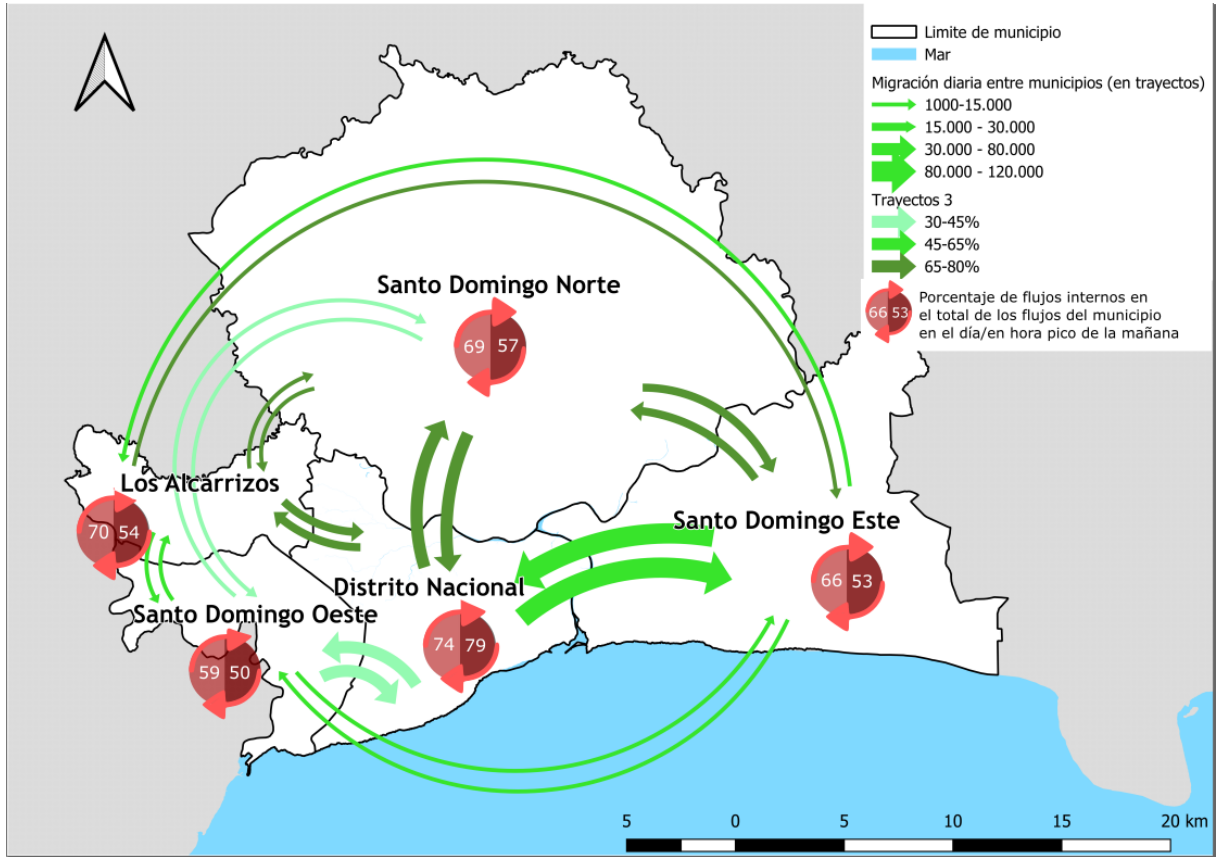 Limite de municipio
Mar
Migración diaria entre municipios (en trayectos)
1000-15.000
15.000 - 30.000
30.000 - 80.000
80.000 - 120.000
Trayectos 3
30-45%
45-65%
65-80%
66 53
Porcentaje de flujos internos en
el total de los flujos del municipio
en el día/en hora pico de la mañana
Santo Domingo Norte
69 57
Los Alcarrizos
70 54
Santo Domingo Este
66 53
Distrito Nacional
74 79
Santo Domingo Oeste
59 50
5 0 5 10 15 20 km